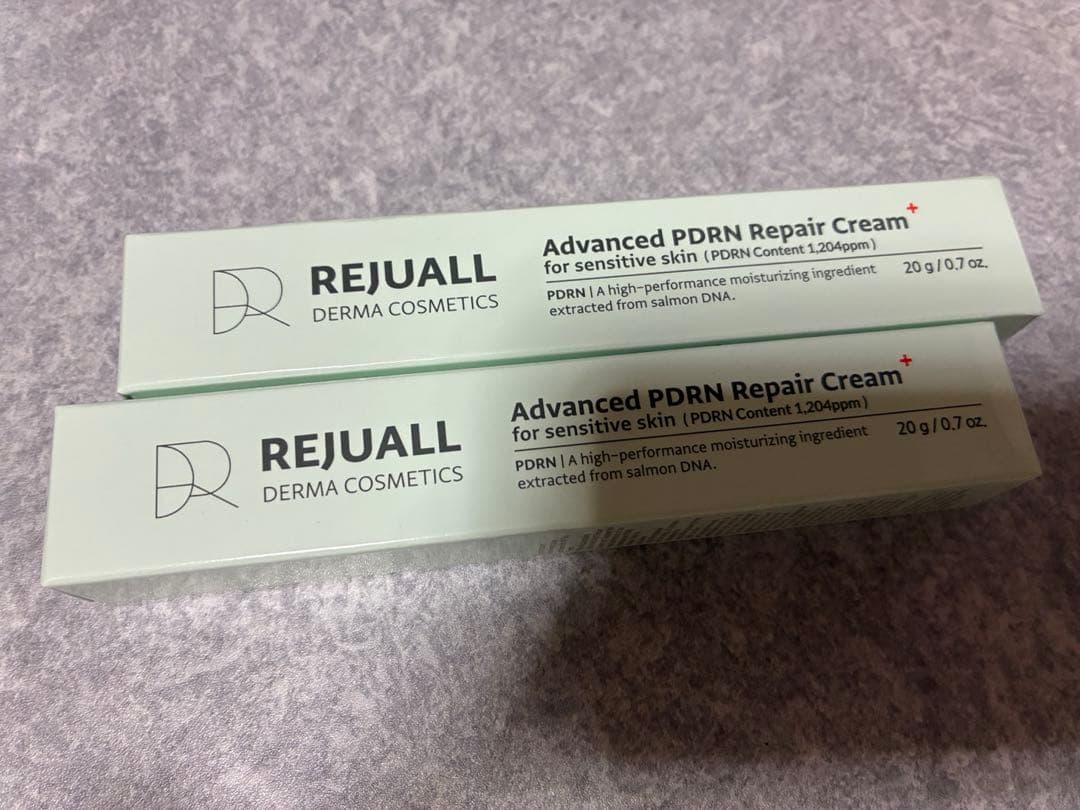 REJUALL
DERMA COSMETICS
Advanced PDRN Repair Cream+
for sensitive skin (PDRN Content 1,204ppm)
PDRN | A high-performance moisturizing ingredient
extracted from salmon DNA.
20 g / 0.7 oz.
REJUALL
DERMA COSMETICS
Advanced PDRN Repair Cream+
for sensitive skin (PDRN Content 1,204ppm)
PDRN | A high-performance moisturizing ingredient
extracted from salmon DNA.
20 g / 0.7 oz.